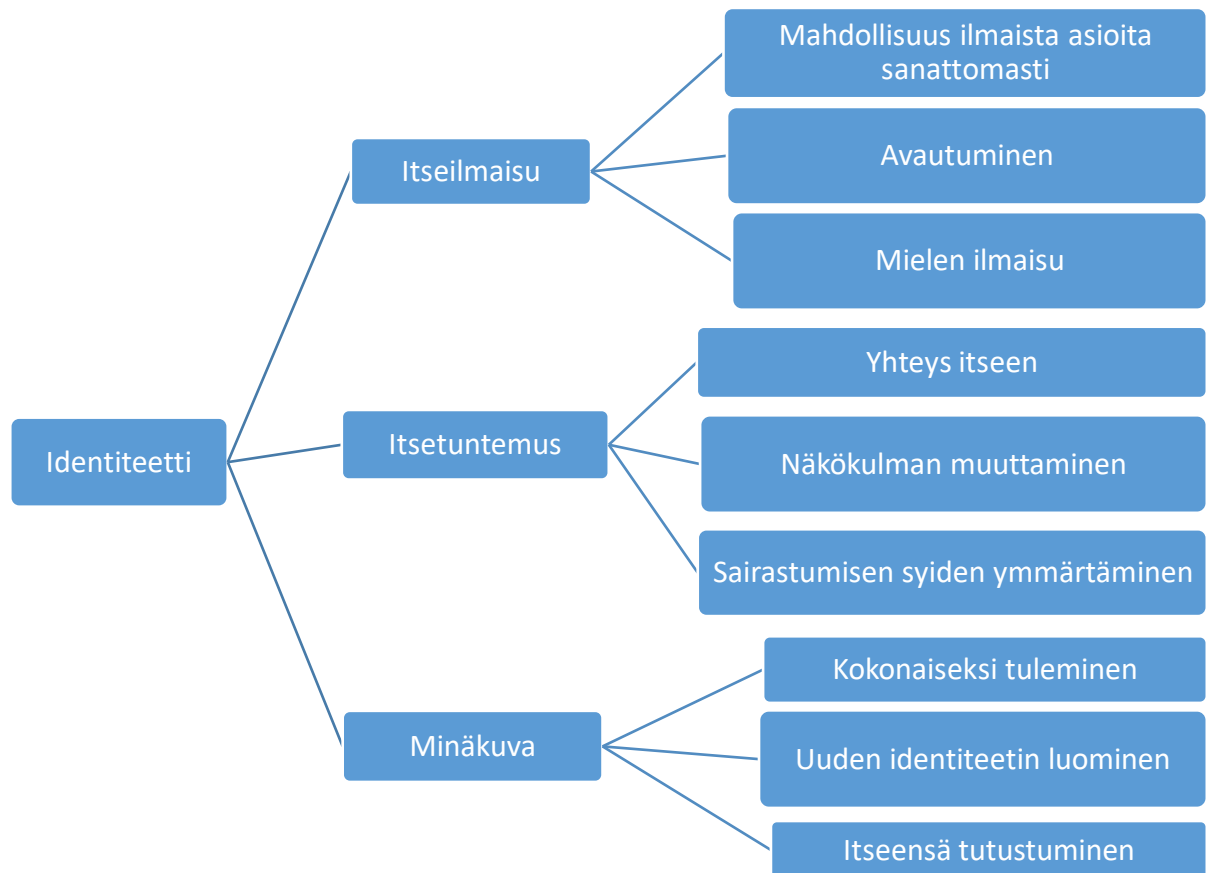 Mahdollisuus ilmaista asioita
sanattomasti
Itseilmaisu
Avautuminen
Mielen ilmaisu
Yhteys itseen
Identiteetti
Itsetuntemus
Näkökulman muuttaminen
Sairastumisen syiden ymmärtäminen
Kokonaiseksi tuleminen
Minäkuva
Uuden identiteetin luominen
Itseensä tutustuminen